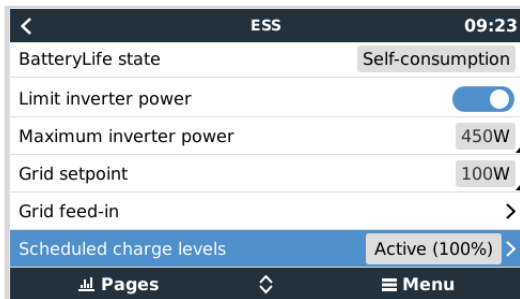 ESS 09:23
BatteryLife state Self-consumption
Limit inverter power
Maximum inverter power 450W
Grid setpoint 100W
Grid feed-in
Scheduled charge levels Active (100%)
Pages Menu